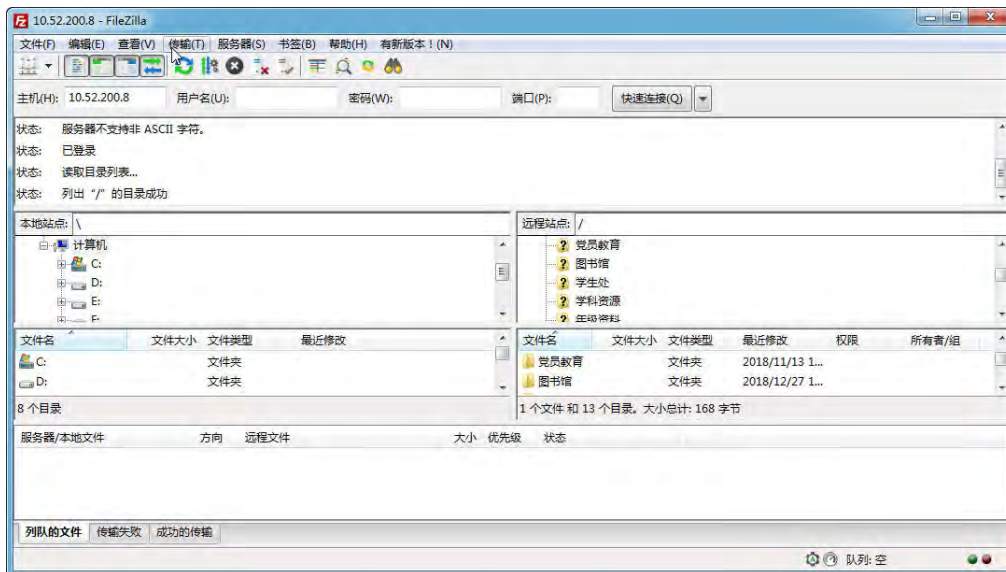 10.52.200.8 - FileZilla
文件(F) 编辑(E) 查看(V) 传输(T) 服务器(S) 书签(B) 帮助(H) 有新版本！(N)
主机(H): 10.52.200.8 用户名(U): 密码(W): 端口(P): 快速连接(Q)
状态: 服务器不支持非 ASCII 字符。
状态: 已登录
状态: 读取目录列表...
状态: 列出 "/" 的目录成功
本地站点: \
计算机
C:
D:
E:
F:
远程站点: /
党员教育
图书馆
学生处
学科资源
年级资料
文件名 文件大小 文件类型 最近修改
C: 文件夹
D: 文件夹
8 个目录
文件名 文件大小 文件类型 最近修改 权限 所有者/组
党员教育 文件夹 2018/11/13 1...
图书馆 文件夹 2018/12/27 1...
1 个文件 和 13 个目录。大小总计: 168 字节
服务器/本地文件 方向 远程文件 大小 优先级 状态
列队的文件 传输失败 成功的传输
队列: 空